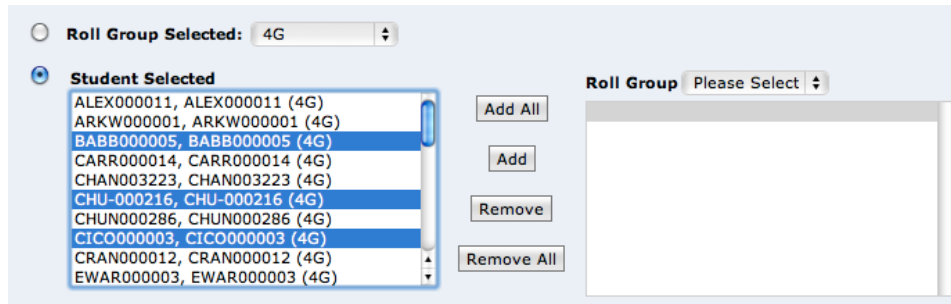 Roll Group Selected: 4G
Student Selected
ALEX000011, ALEX000011 (4G)
ARKW000001, ARKW000001 (4G)
BABB000005, BABB000005 (4G)
CARR000014, CARR000014 (4G)
CHAN003223, CHAN003223 (4G)
CHU-000216, CHU-000216 (4G)
CHUN000286, CHUN000286 (4G)
CICO000003, CICO000003 (4G)
CRAN000012, CRAN000012 (4G)
EWAR000003, EWAR000003 (4G)
Add All
Add
Remove
Remove All
Roll Group Please Select